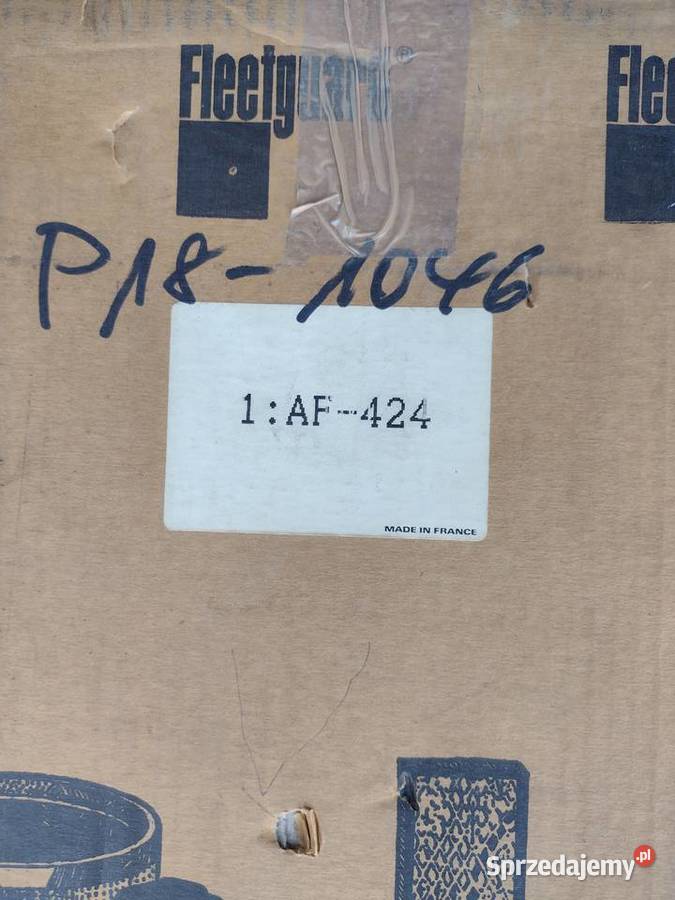 Fleetguard®
Flee
P18-1046
1:AF-424
MADE IN FRANCE
Sprzedajemy.pl